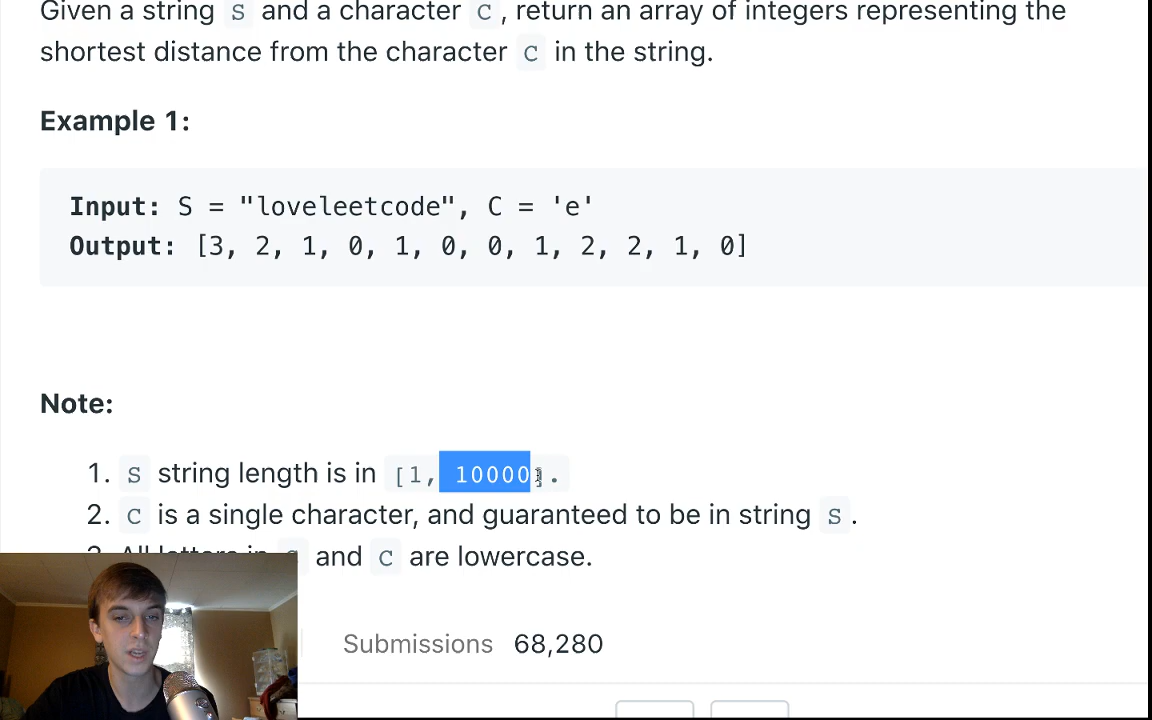 Given a string S and a character C, return an array of integers representing the
shortest distance from the character C in the string.
Example 1:
Input: S = "loveleetcode", C = 'e'
Output: [3, 2, 1, 0, 1, 0, 0, 1, 2, 2, 1, 0]
Note:
1. S string length is in [1, 10000].
2. C is a single character, and guaranteed to be in string S.
and C are lowercase.
Submissions 68,280